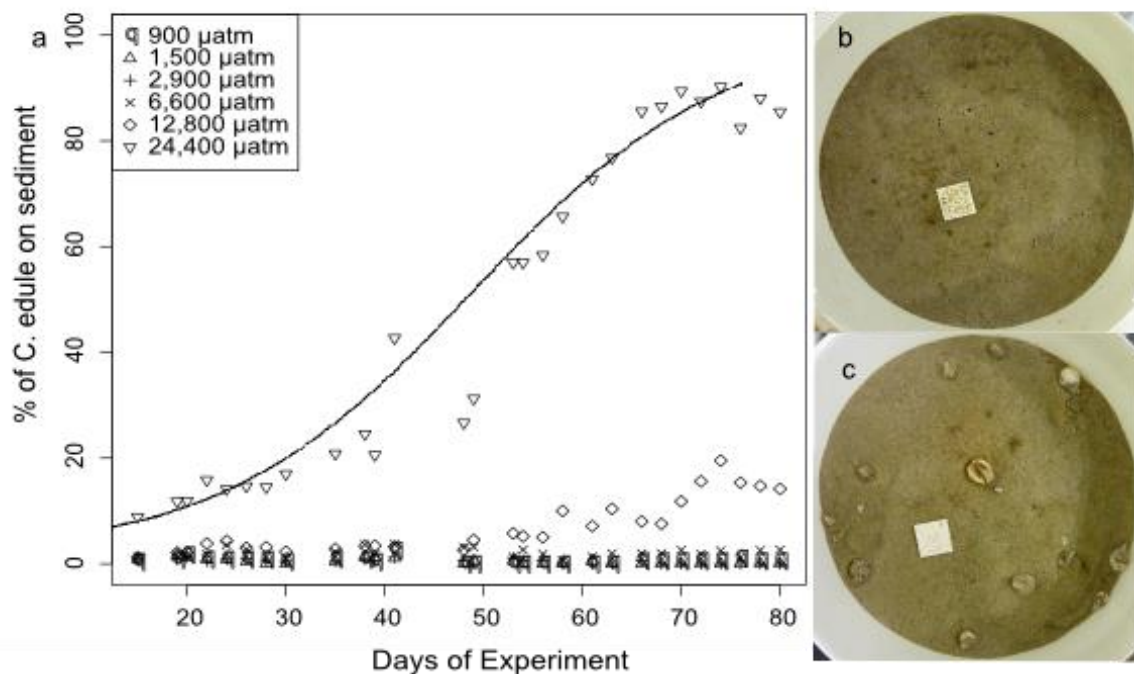 a
900 µatm
1,500 µatm
2,900 µatm
6,600 µatm
12,800 µatm
24,400 µatm
100
80
60
40
20
0
% of C. edule on sediment
20 30 40 50 60 70 80
Days of Experiment
b
c